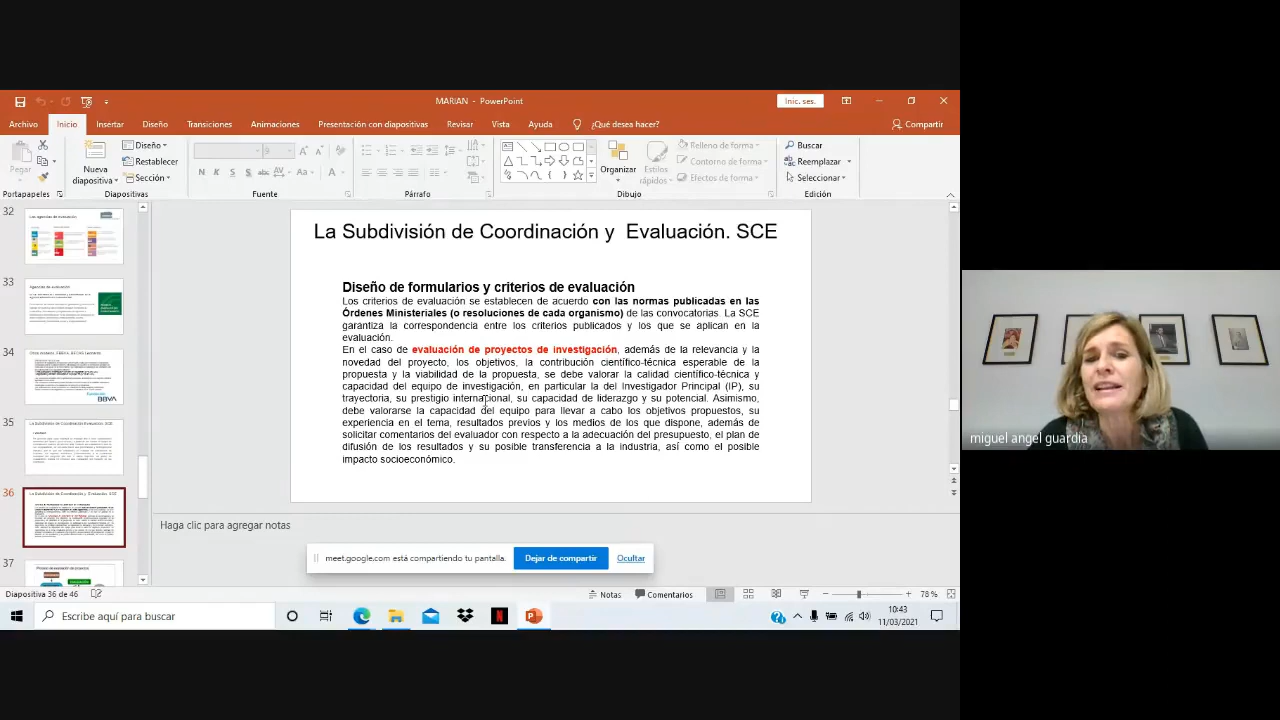 MARIAN - PowerPoint
Inic. ses.
Archivo Inicio Insertar Diseño Transiciones Animaciones Presentación con diapositivas Revisar Vista Ayuda ¿Qué desea hacer? Compartir
Pegar
Nueva diapositiva
Diseño
Restablecer
Sección
N K S S
Aa
Organizar
Estilos rápidos
Relleno de forma
Contorno de forma
Efectos de forma
Buscar
Reemplazar
Seleccionar
Portapapeles Diapositivas Fuente Párrafo Dibujo Edición
32
33
34
BBVA
35
36
37
La Subdivisión de Coordinación y Evaluación. SCE
Diseño de formularios y criterios de evaluación
Los criterios de evaluación se establecen de acuerdo con las normas publicadas en las
Órdenes Ministeriales (o resolución de cada organismo) de las convocatorias. La SCE
garantiza la correspondencia entre los criterios publicados y los que se aplican en la
evaluación.
En el caso de evaluación de proyectos de investigación, además de la relevancia y la
novedad del proyecto y los objetivos, la contribución científico-técnica esperable de la
propuesta y la viabilidad de la propuesta, se debe valorar la calidad científico-técnica y
capacidad del equipo de investigación, en particular la del Investigador Principal (IP), su
trayectoria, su prestigio internacional, su capacidad de liderazgo y su potencial. Asimismo,
debe valorarse la capacidad del equipo para llevar a cabo los objetivos propuestos, su
experiencia en el tema, resultados previos y los medios de los que dispone, además de
solicitar comentarios del experto con respecto a la adecuación del presupuesto, el plan de
difusión de los resultados y su posible transferencia a la industria, así como el posible
impacto socioeconómico.
Haga clic para agregar notas
meet.google.com está compartiendo tu pantalla.
Dejar de compartir
Ocultar
Diapositiva 36 de 46
Notas
Comentarios
78 %
Escribe aquí para buscar
10:43
11/03/2021
miguel angel guardia